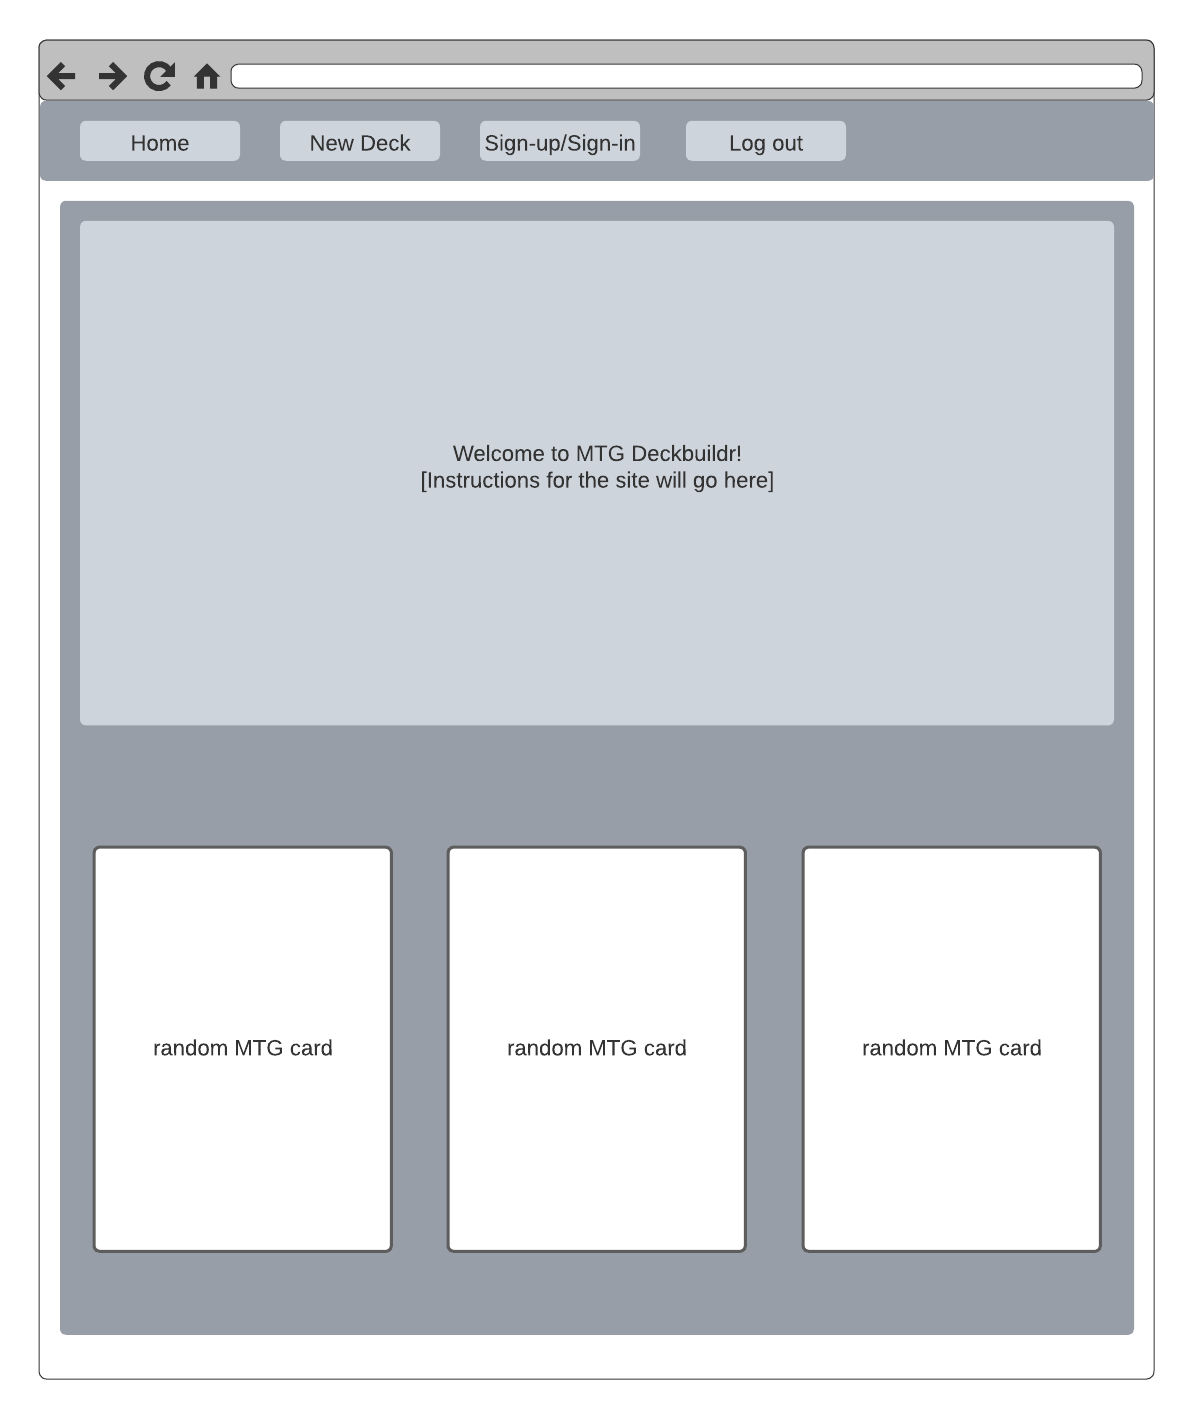 Home
New Deck
Sign-up/Sign-in
Log out
Welcome to MTG Deckbuildr!
[Instructions for the site will go here]
random MTG card
random MTG card
random MTG card